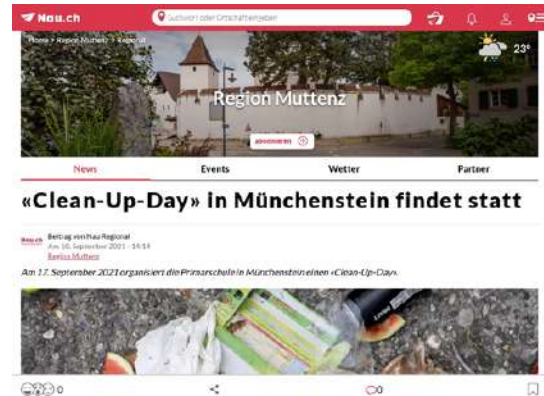 Nau.ch
Suchwort oder Ortschaft eingeben
Home > Region Muttenz > Regional
23°
Region Muttenz
abonnieren
News Events Wetter Partner
«Clean-Up-Day» in Münchenstein findet statt
Nau.ch Beitrag von Nau Regional
Am 16. September 2021 - 14:14
Region Muttenz
Am 17. September 2021 organisiert die Primarschule in Münchenstein einen «Clean-Up-Day».
0 0